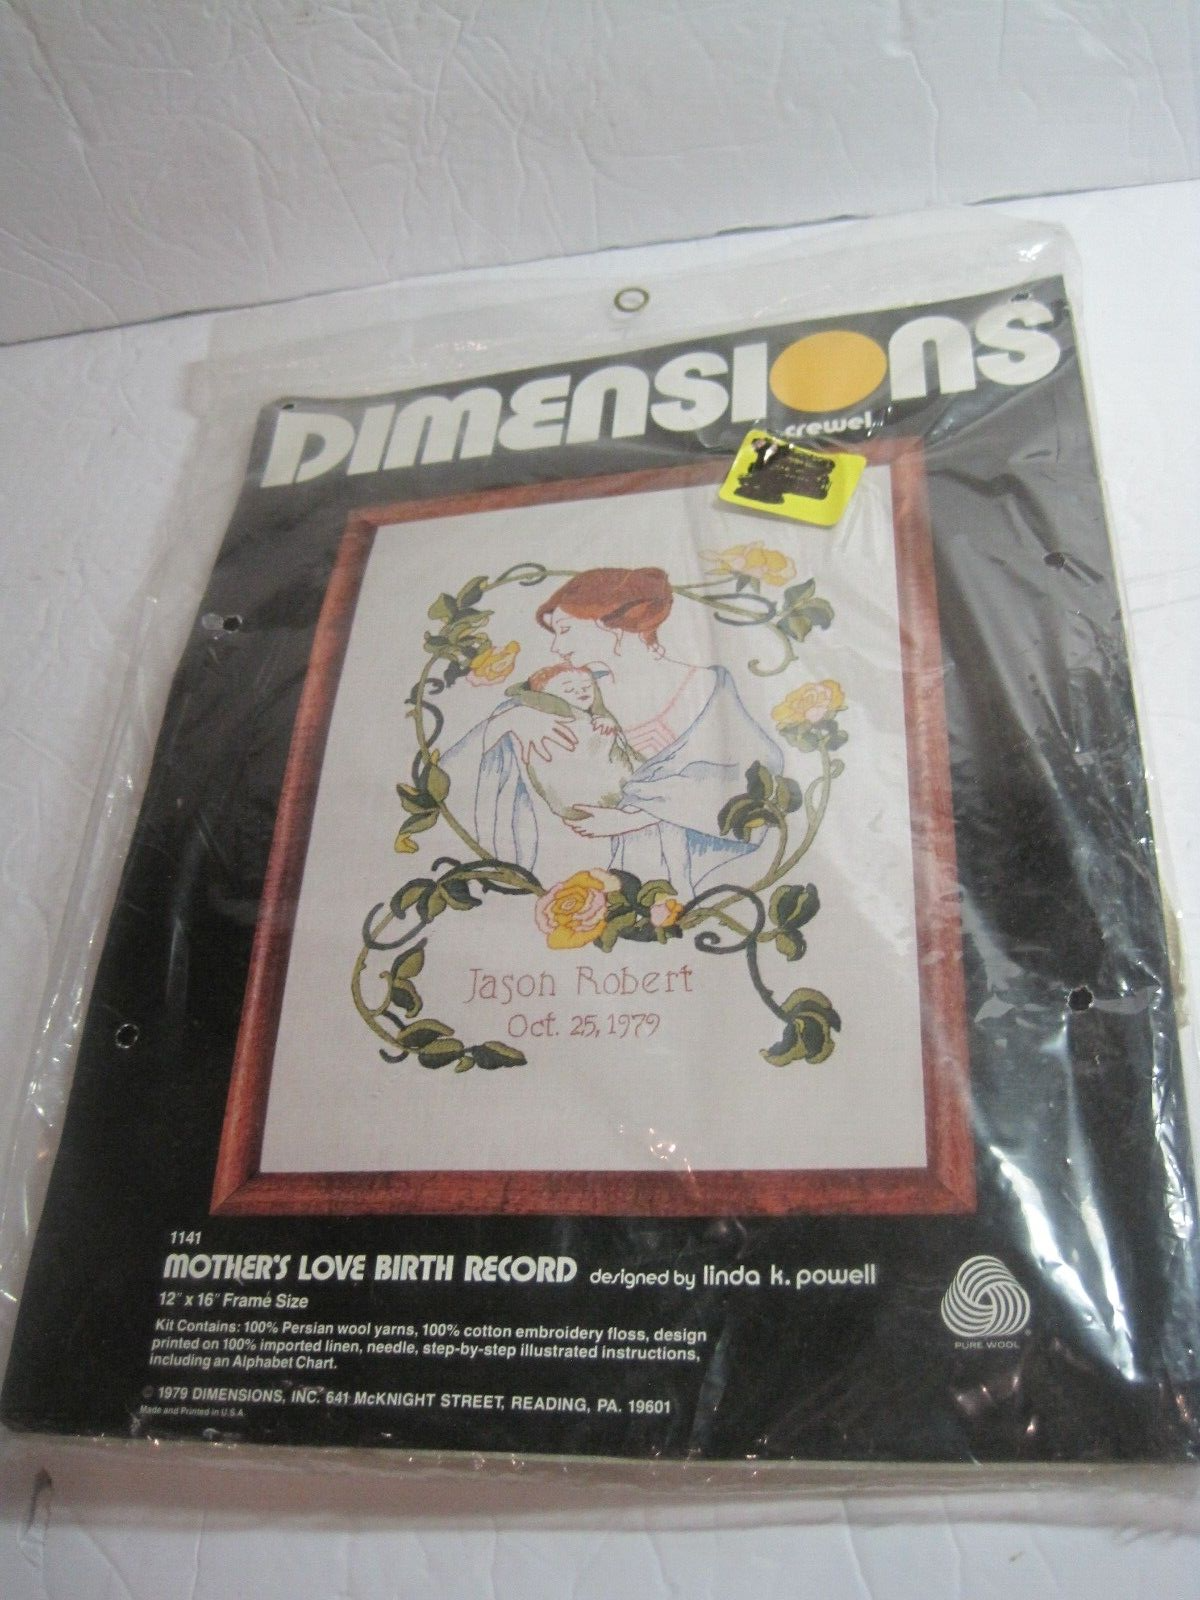 DIMENSIONS
crewel
Jason Robert
Oct. 25, 1979
1141
MOTHER'S LOVE BIRTH RECORD designed by linda k. powell
12" x 16" Frame Size
Kit Contains: 100% Persian wool yarns, 100% cotton embroidery floss, design
printed on 100% imported linen, needle, step-by-step illustrated instructions,
including an Alphabet Chart.
PURE WOOL
© 1979 DIMENSIONS, INC. 641 McKNIGHT STREET, READING, PA. 19601
Made and Printed in U.S.A.